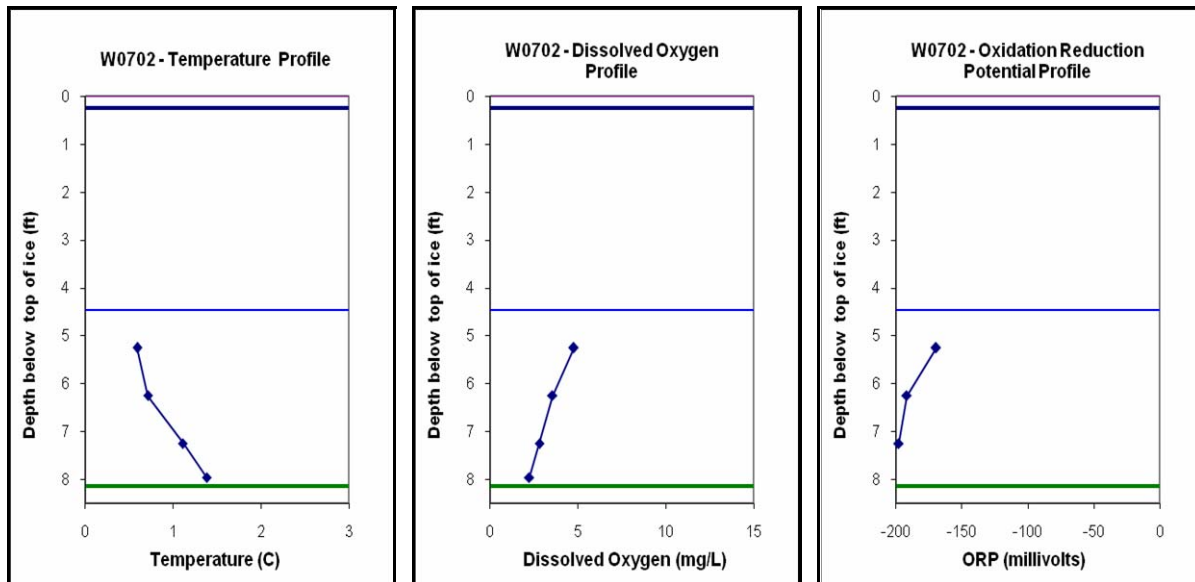 W0702 - Temperature Profile
0
1
2
3
4
5
6
7
8
Depth below top of ice (ft)
0 1 2 3
Temperature (C)
W0702 - Dissolved Oxygen
Profile
0
1
2
3
4
5
6
7
8
Depth below top of ice (ft)
0 5 10 15
Dissolved Oxygen (mg/L)
W0702 - Oxidation Reduction
Potential Profile
0
1
2
3
4
5
6
7
8
Depth below top of ice (ft)
-200 -150 -100 -50 0
ORP (millivolts)